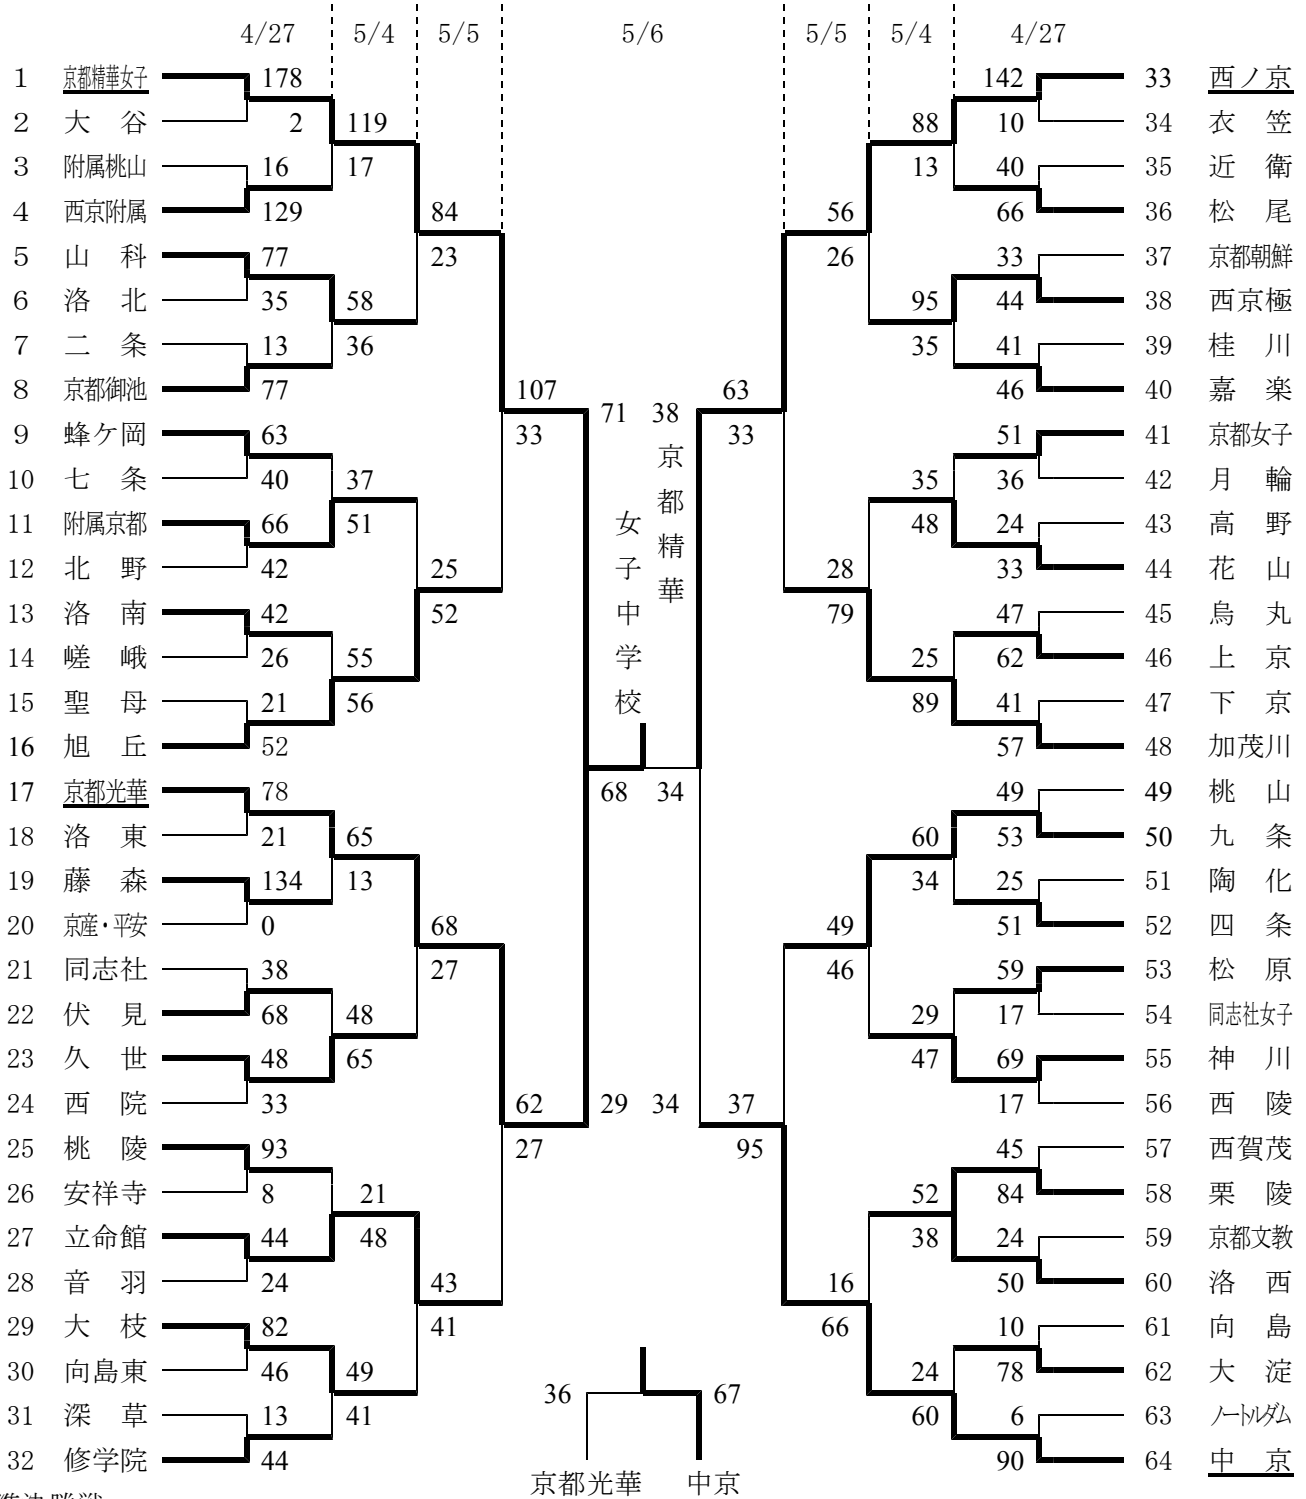 4/27 5/4 5/5 5/6 5/5 5/4 4/27
1 京都精華女子 178 142 33 西ノ京
2 大谷 2 119 88 10 34 衣笠
3 附属桃山 16 17 13 40 35 近衛
4 西京附属 129 84 56 66 36 松尾
5 山科 77 23 26 33 37 京都朝鮮
6 洛北 35 58 95 44 38 西京極
7 二条 13 36 35 41 39 桂川
8 京都御池 77 107 71 38 63 46 40 嘉楽
9 蜂ケ岡 63 33 33 51 41 京都女子
10 七条 40 37 35 36 42 月輪
11 附属京都 66 51 48 24 43 高野
12 北野 42 25 28 33 44 花山
13 洛南 42 52 79 47 45 烏丸
14 嵯峨 26 55 25 62 46 上京
15 聖母 21 56 89 41 47 下京
16 旭丘 52 57 48 加茂川
京都精華
女子中学校
17 京都光華 78 68 34 49 49 桃山
18 洛東 21 65 60 53 50 九条
19 藤森 134 13 34 25 51 陶化
20 京産・平安 0 68 49 51 52 四条
21 同志社 38 27 46 59 53 松原
22 伏見 68 48 29 17 54 同志社女子
23 久世 48 65 47 69 55 神川
24 西院 33 62 29 34 37 17 56 西陵
25 桃陵 93 27 95 45 57 西賀茂
26 安祥寺 8 21 52 84 58 栗陵
27 立命館 44 48 38 24 59 京都文教
28 音羽 24 43 16 50 60 洛西
29 大枝 82 41 66 10 61 向島
30 向島東 46 49 36 67 24 78 62 大淀
31 深草 13 41 60 6 63 ノートルダム
32 修学院 44 90 64 中京
京都光華 中京